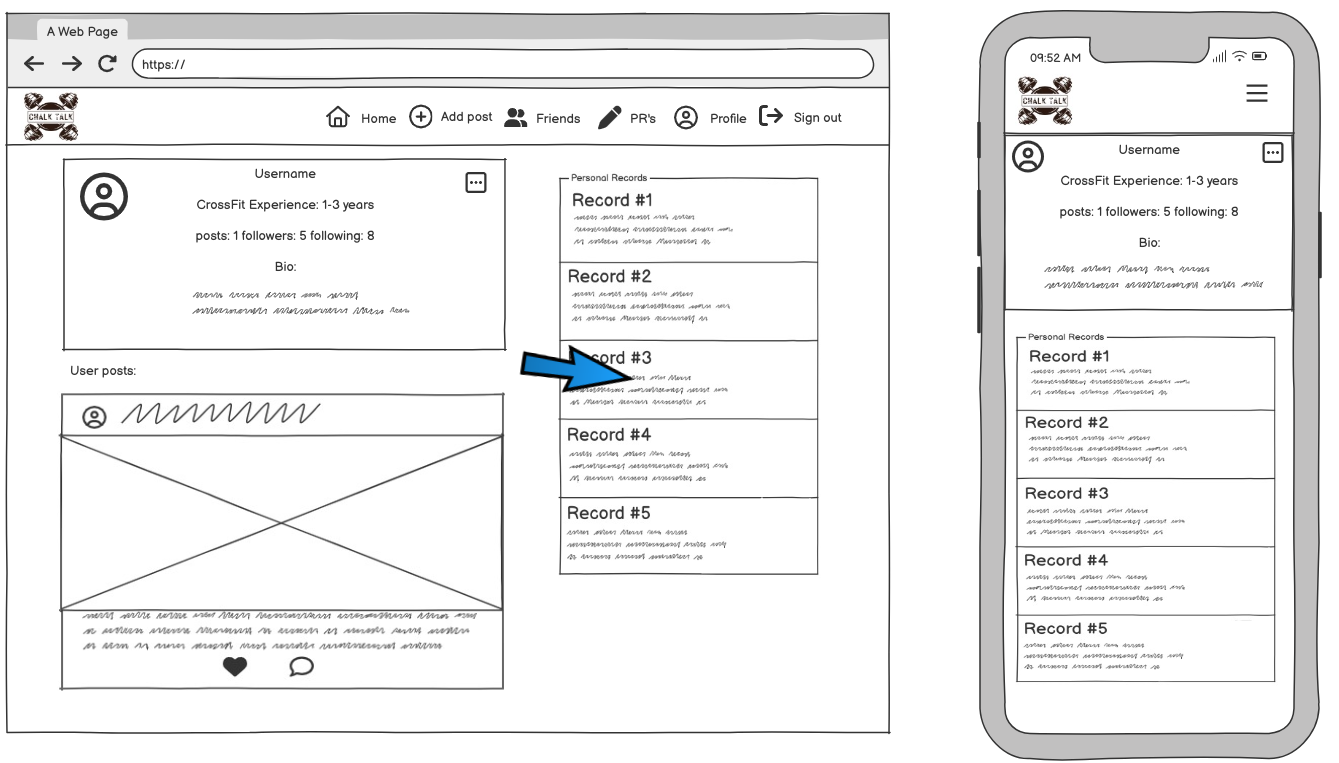 A Web Page
https://
CHALK TALK
Home
Add post
Friends
PR's
Profile
Sign out
Username
CrossFit Experience: 1-3 years
posts: 1 followers: 5 following: 8
Bio:
User posts:
Personal Records
Record #1
Record #2
cord #3
Record #4
Record #5
09:52 AM
CHALK TALK
Username
CrossFit Experience: 1-3 years
posts: 1 followers: 5 following: 8
Bio:
Personal Records
Record #1
Record #2
Record #3
Record #4
Record #5